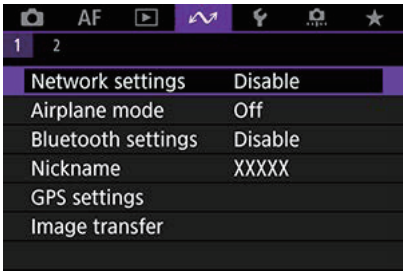 AF
1 2
Network settings Disable
Airplane mode Off
Bluetooth settings Disable
Nickname XXXXX
GPS settings
Image transfer